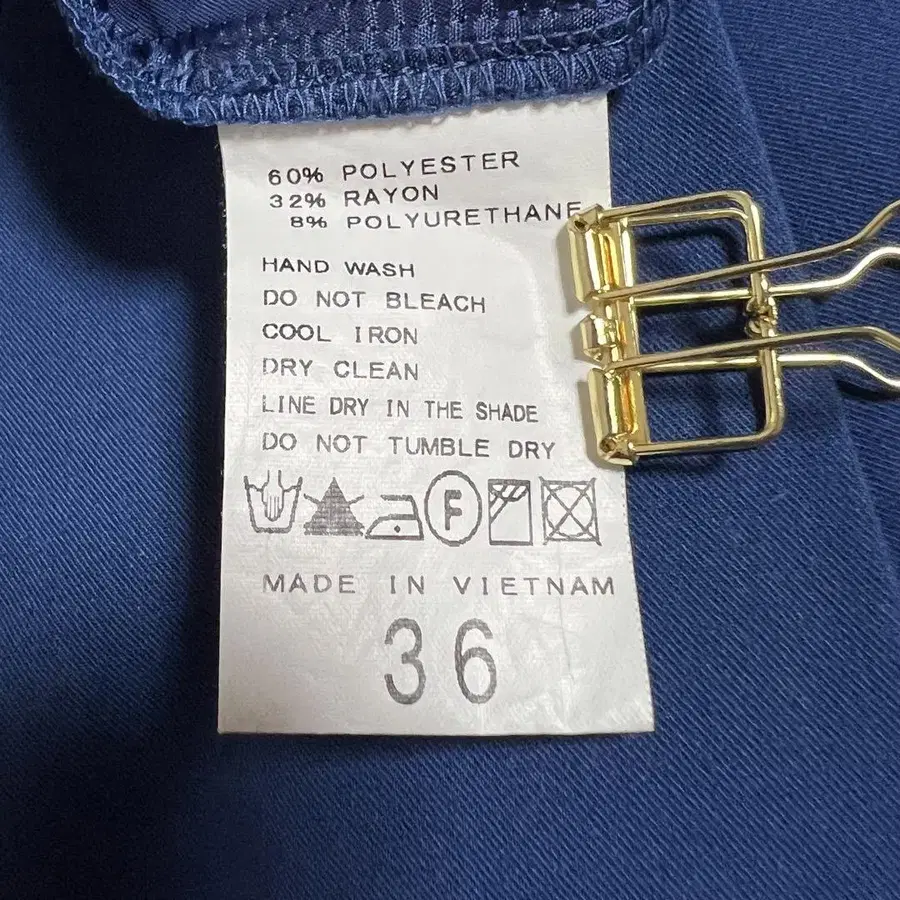 60% POLYESTER
32% RAYON
8% POLYURETHANE
HAND WASH
DO NOT BLEACH
COOL IRON
DRY CLEAN
LINE DRY IN THE SHADE
DO NOT TUMBLE DRY
F
MADE IN VIETNAM
36